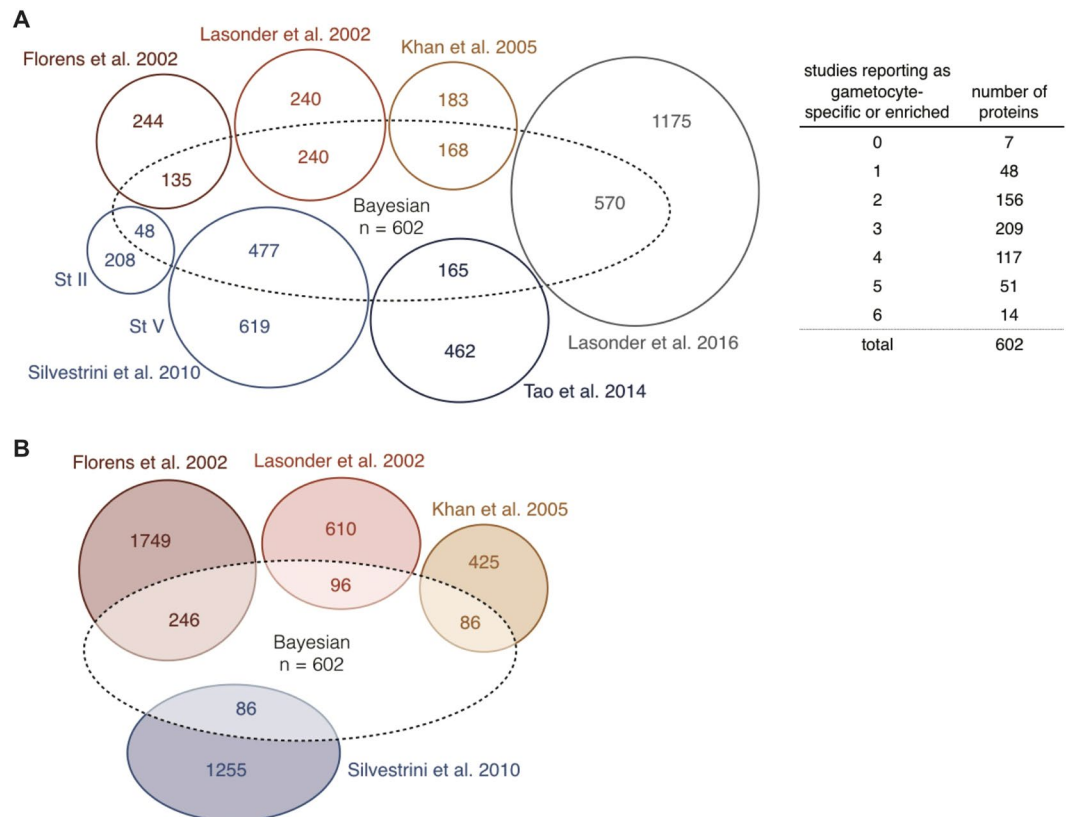 A
Florens et al. 2002
Lasonder et al. 2002
Khan et al. 2005
244
135
240
240
183
168
1175
570
Bayesian
n = 602
48
208
St II
477
St V
619
Silvestrini et al. 2010
165
462
Tao et al. 2014
Lasonder et al. 2016
studies reporting as
gametocyte-
specific or enriched
number of
proteins
0 7
1 48
2 156
3 209
4 117
5 51
6 14
total 602
B
Florens et al. 2002
Lasonder et al. 2002
Khan et al. 2005
1749
246
610
96
425
86
Bayesian
n = 602
86
1255
Silvestrini et al. 2010